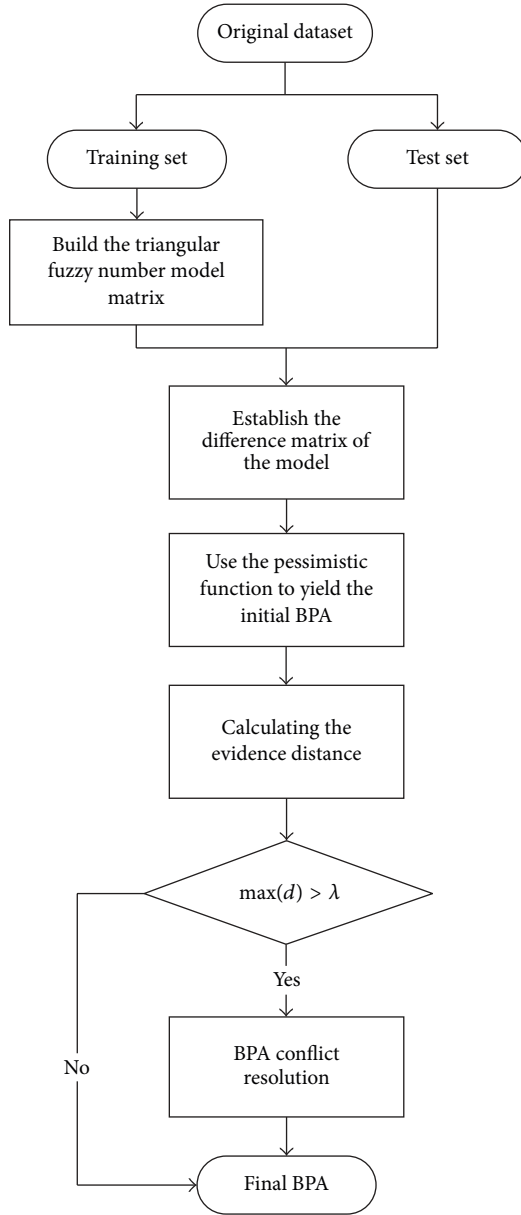 Original dataset
Training set
Test set
Build the triangular
fuzzy number model
matrix
Establish the
difference matrix of
the model
Use the pessimistic
function to yield the
initial BPA
Calculating the
evidence distance
max(d) > λ
Yes
BPA conflict
resolution
No
Final BPA